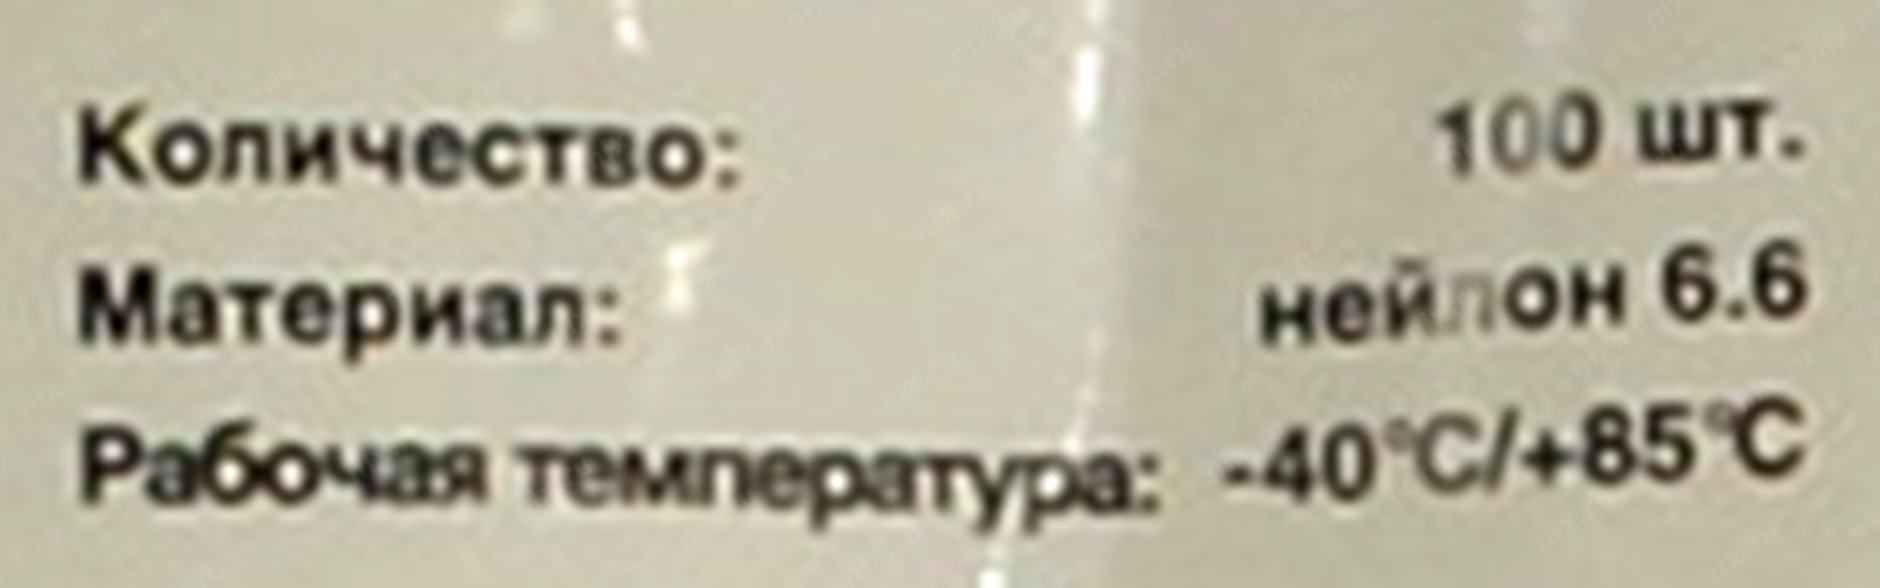 Количество: 100 шт.
Материал: нейлон 6.6
Рабочая температура: -40°C/+85°C